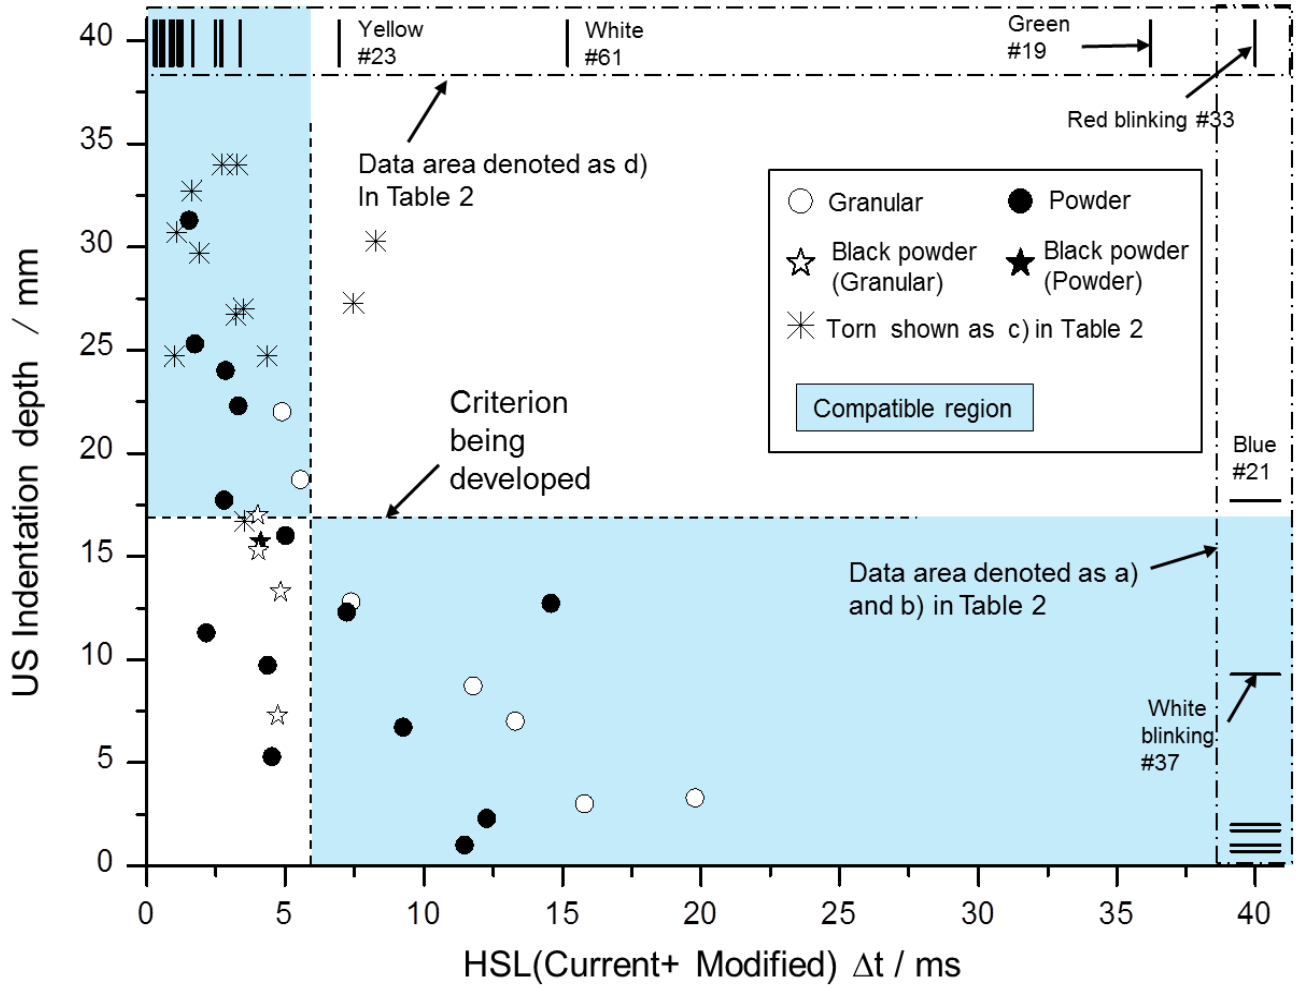 40
35
30
25
20
15
10
5
0
US Indentation depth / mm
Yellow
#23
White
#61
Green
#19
Red blinking #33
Data area denoted as d)
In Table 2
Granular
Powder
Black powder
(Granular)
Black powder
(Powder)
Torn shown as c) in Table 2
Compatible region
Criterion
being
developed
Blue
#21
Data area denoted as a)
and b) in Table 2
White
blinking
#37
0
5
10
15
20
25
30
35
40
HSL(Current+ Modified) Δt / ms